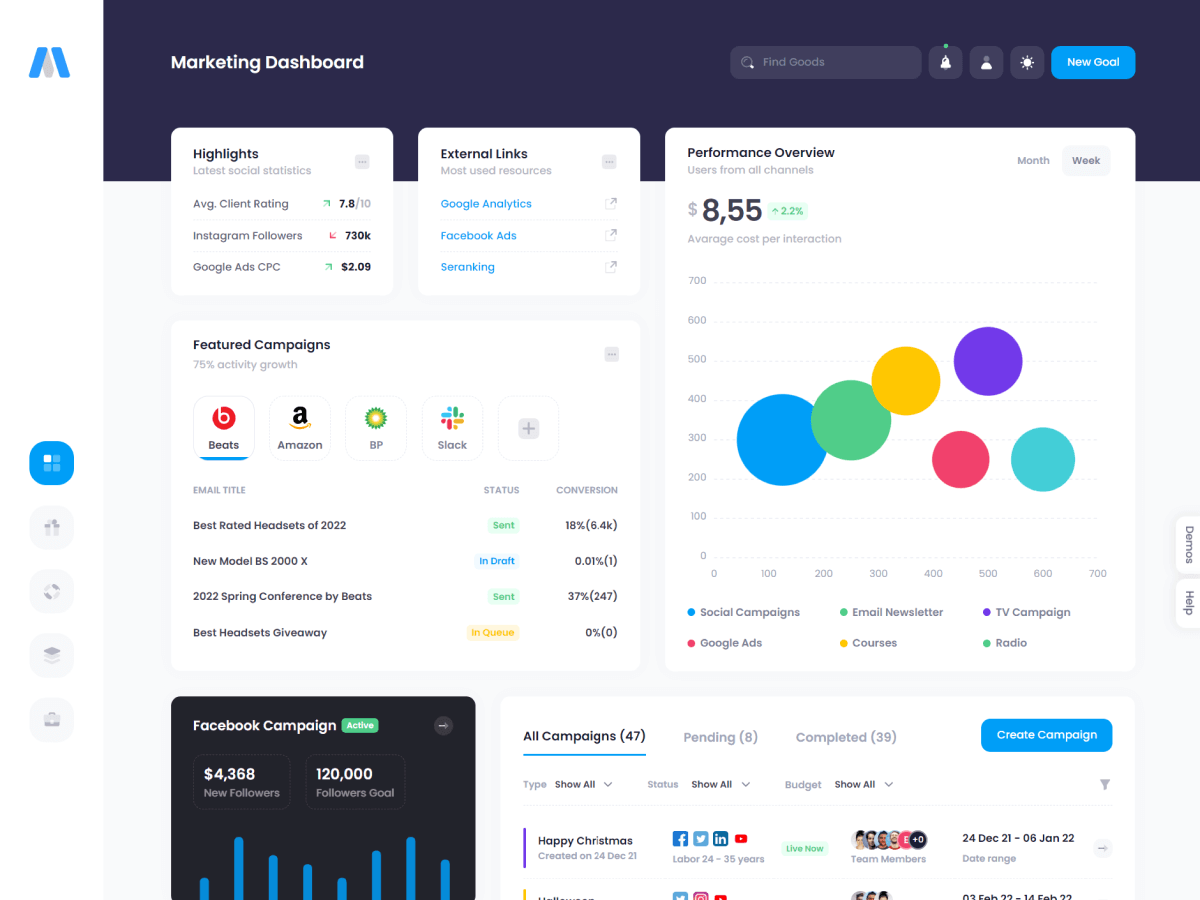 Marketing Dashboard
Find Goods
New Goal
Highlights
Latest social statistics
Avg. Client Rating 7.8/10
Instagram Followers 730k
Google Ads CPC $2.09
External Links
Most used resources
Google Analytics
Facebook Ads
Seranking
Performance Overview
Users from all channels
Month Week
$ 8,55 2.2%
Avarage cost per interaction
700
600
500
400
300
200
100
0
0 100 200 300 400 500 600 700
Social Campaigns Email Newsletter TV Campaign
Google Ads Courses Radio
Featured Campaigns
75% activity growth
Beats Amazon BP Slack
EMAIL TITLE STATUS CONVERSION
Best Rated Headsets of 2022 Sent 18%(6.4k)
New Model BS 2000 X In Draft 0.01%(1)
2022 Spring Conference by Beats Sent 37%(247)
Best Headsets Giveaway In Queue 0%(0)
Demos
Help
Facebook Campaign Active
$4,368
New Followers
120,000
Followers Goal
All Campaigns (47) Pending (8) Completed (39)
Create Campaign
Type Show All Status Show All Budget Show All
Happy Christmas
Created on 24 Dec 21
Labor 24 - 35 years
Live Now
E +0
Team Members
24 Dec 21 - 06 Jan 22
Date range
Halloween
03 Feb 22 - 14 Feb 22